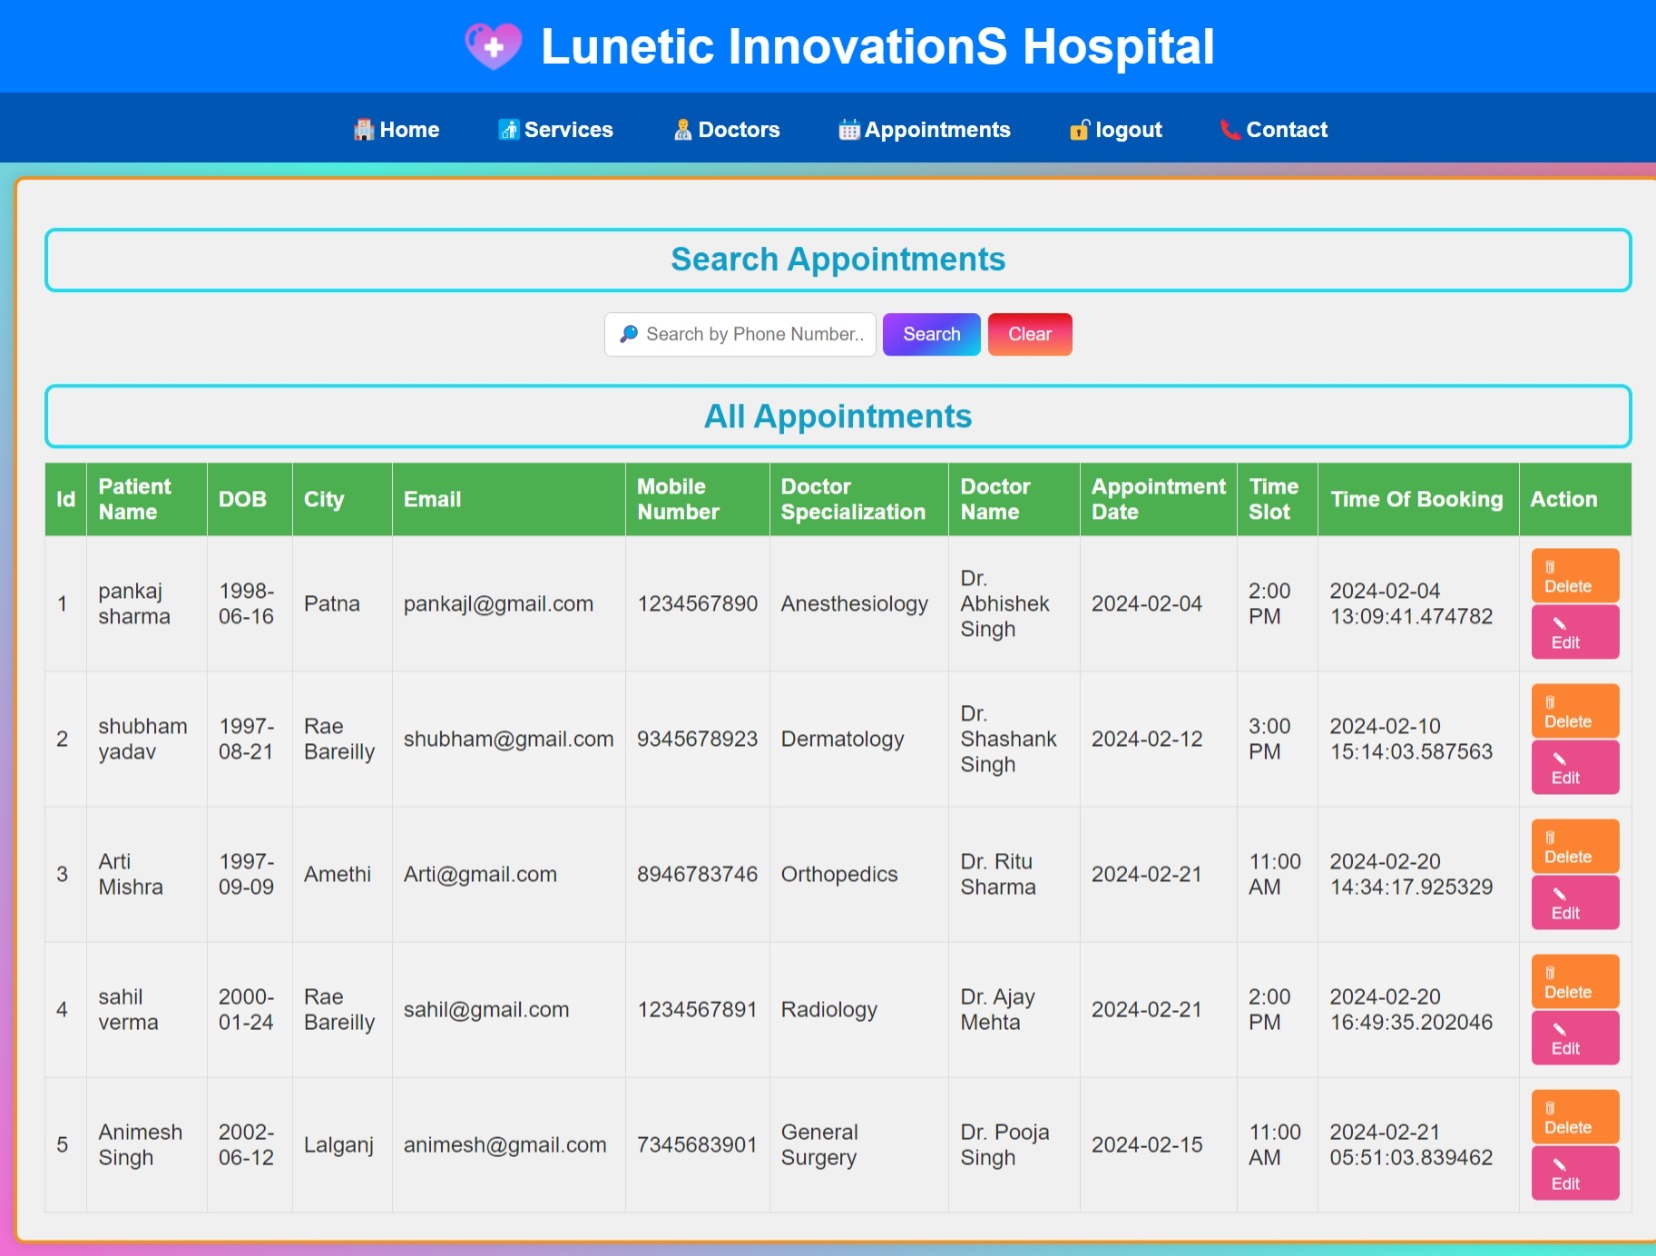 Lunetic InnovationS Hospital
Home Services Doctors Appointments logout Contact
Search Appointments
Search by Phone Number.. Search Clear
All Appointments
Id Patient Name DOB City Email Mobile Number Doctor Specialization Doctor Name Appointment Date Time Slot Time Of Booking Action
1 pankaj sharma 1998-06-16 Patna pankajl@gmail.com 1234567890 Anesthesiology Dr. Abhishek Singh 2024-02-04 2:00 PM 2024-02-04 13:09:41.474782 Delete Edit
2 shubham yadav 1997-08-21 Rae Bareilly shubham@gmail.com 9345678923 Dermatology Dr. Shashank Singh 2024-02-12 3:00 PM 2024-02-10 15:14:03.587563 Delete Edit
3 Arti Mishra 1997-09-09 Amethi Arti@gmail.com 8946783746 Orthopedics Dr. Ritu Sharma 2024-02-21 11:00 AM 2024-02-20 14:34:17.925329 Delete Edit
4 sahil verma 2000-01-24 Rae Bareilly sahil@gmail.com 1234567891 Radiology Dr. Ajay Mehta 2024-02-21 2:00 PM 2024-02-20 16:49:35.202046 Delete Edit
5 Animesh Singh 2002-06-12 Lalganj animesh@gmail.com 7345683901 General Surgery Dr. Pooja Singh 2024-02-15 11:00 AM 2024-02-21 05:51:03.839462 Delete Edit